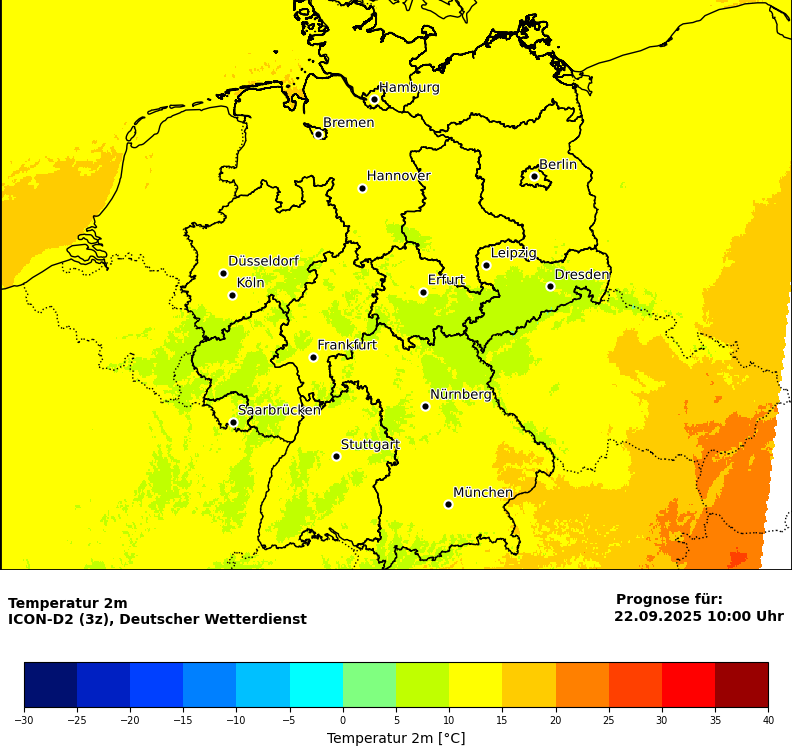 Hamburg
Bremen
Berlin
Hannover
Leipzig
Düsseldorf
Dresden
Köln
Erfurt
Frankfurt
Nürnberg
Saarbrücken
Stuttgart
München
Temperatur 2m
ICON-D2 (3z), Deutscher Wetterdienst
Prognose für:
22.09.2025 10:00 Uhr
−30 −25 −20 −15 −10 −5 0 5 10 15 20 25 30 35 40
Temperatur 2m [°C]